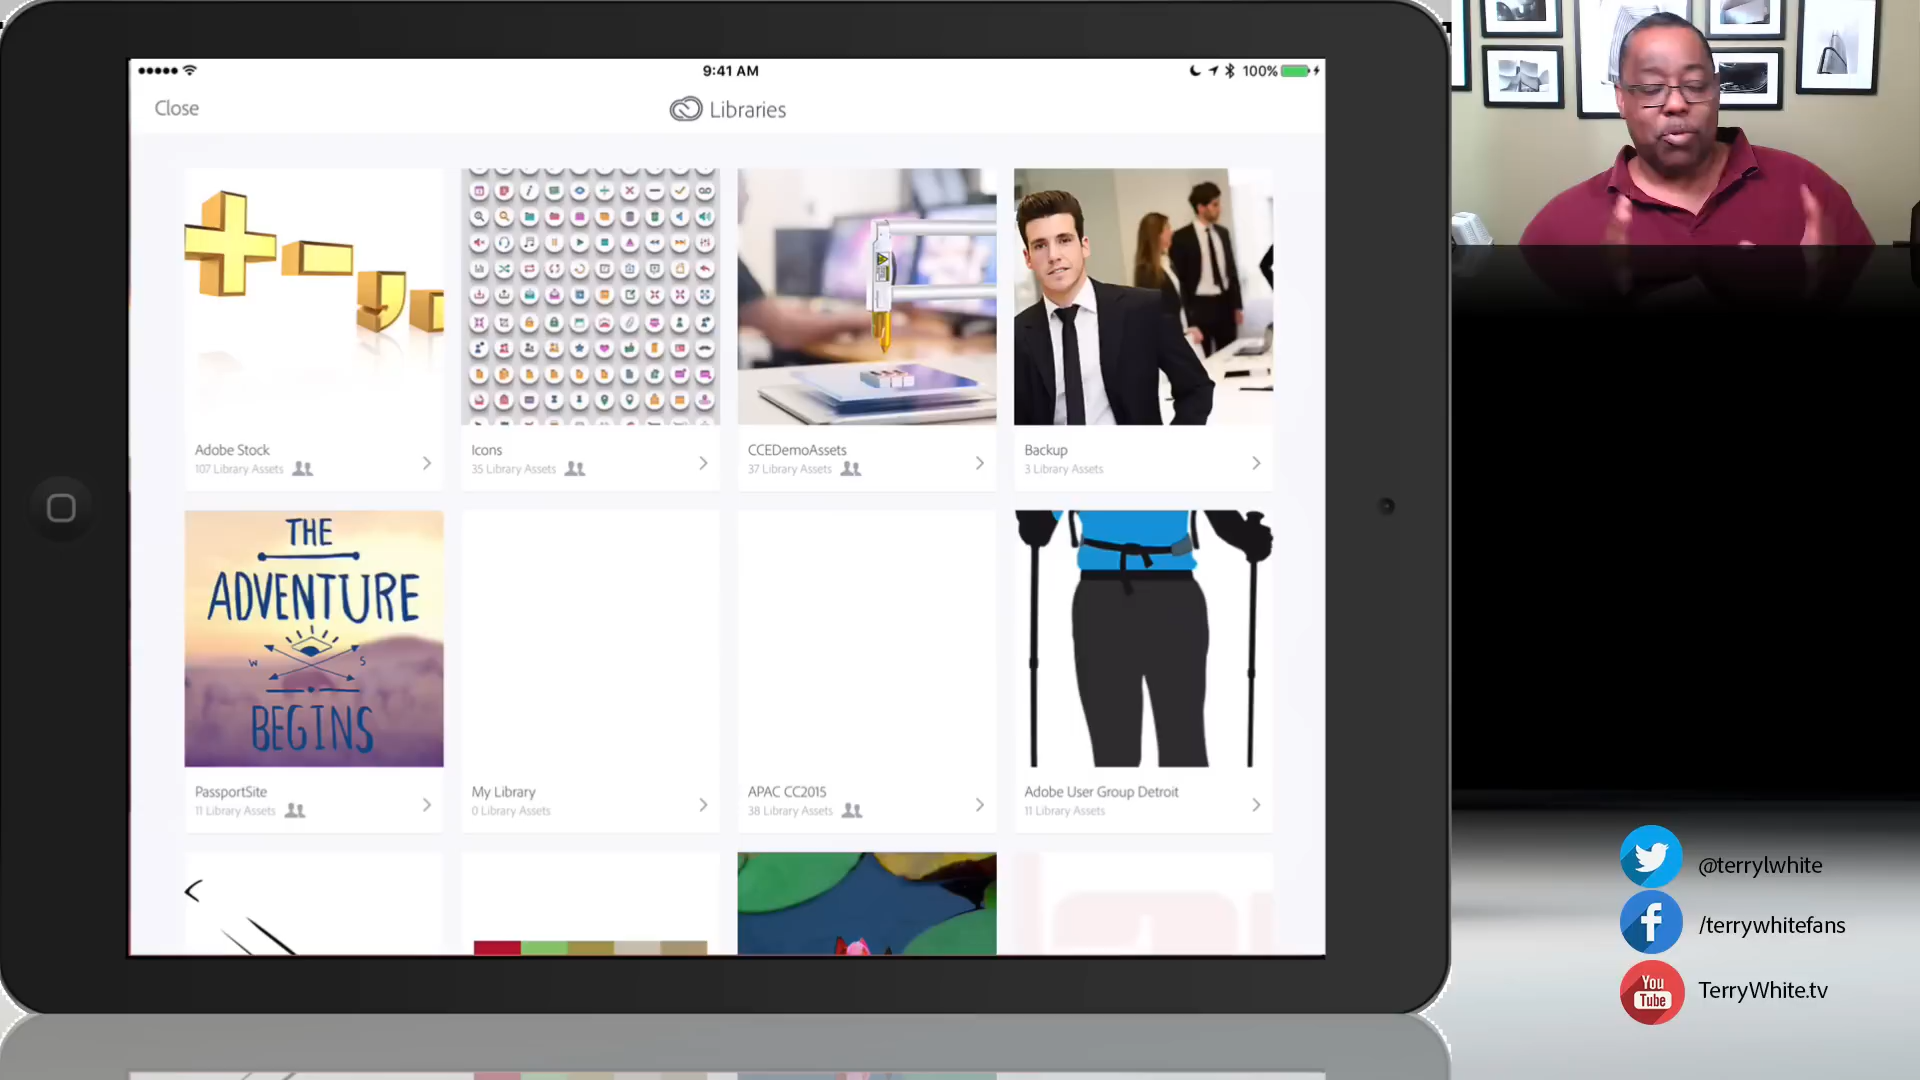 9:41 AM
100%
Close
Libraries
Adobe Stock
107 Library Assets
Icons
35 Library Assets
CCEDemoAssets
37 Library Assets
Backup
3 Library Assets
THE
ADVENTURE
W S
BEGINS
PassportSite
11 Library Assets
My Library
0 Library Assets
APAC CC2015
38 Library Assets
Adobe User Group Detroit
11 Library Assets
@terrylwhite
/terrywhitefans
You
Tube
TerryWhite.tv